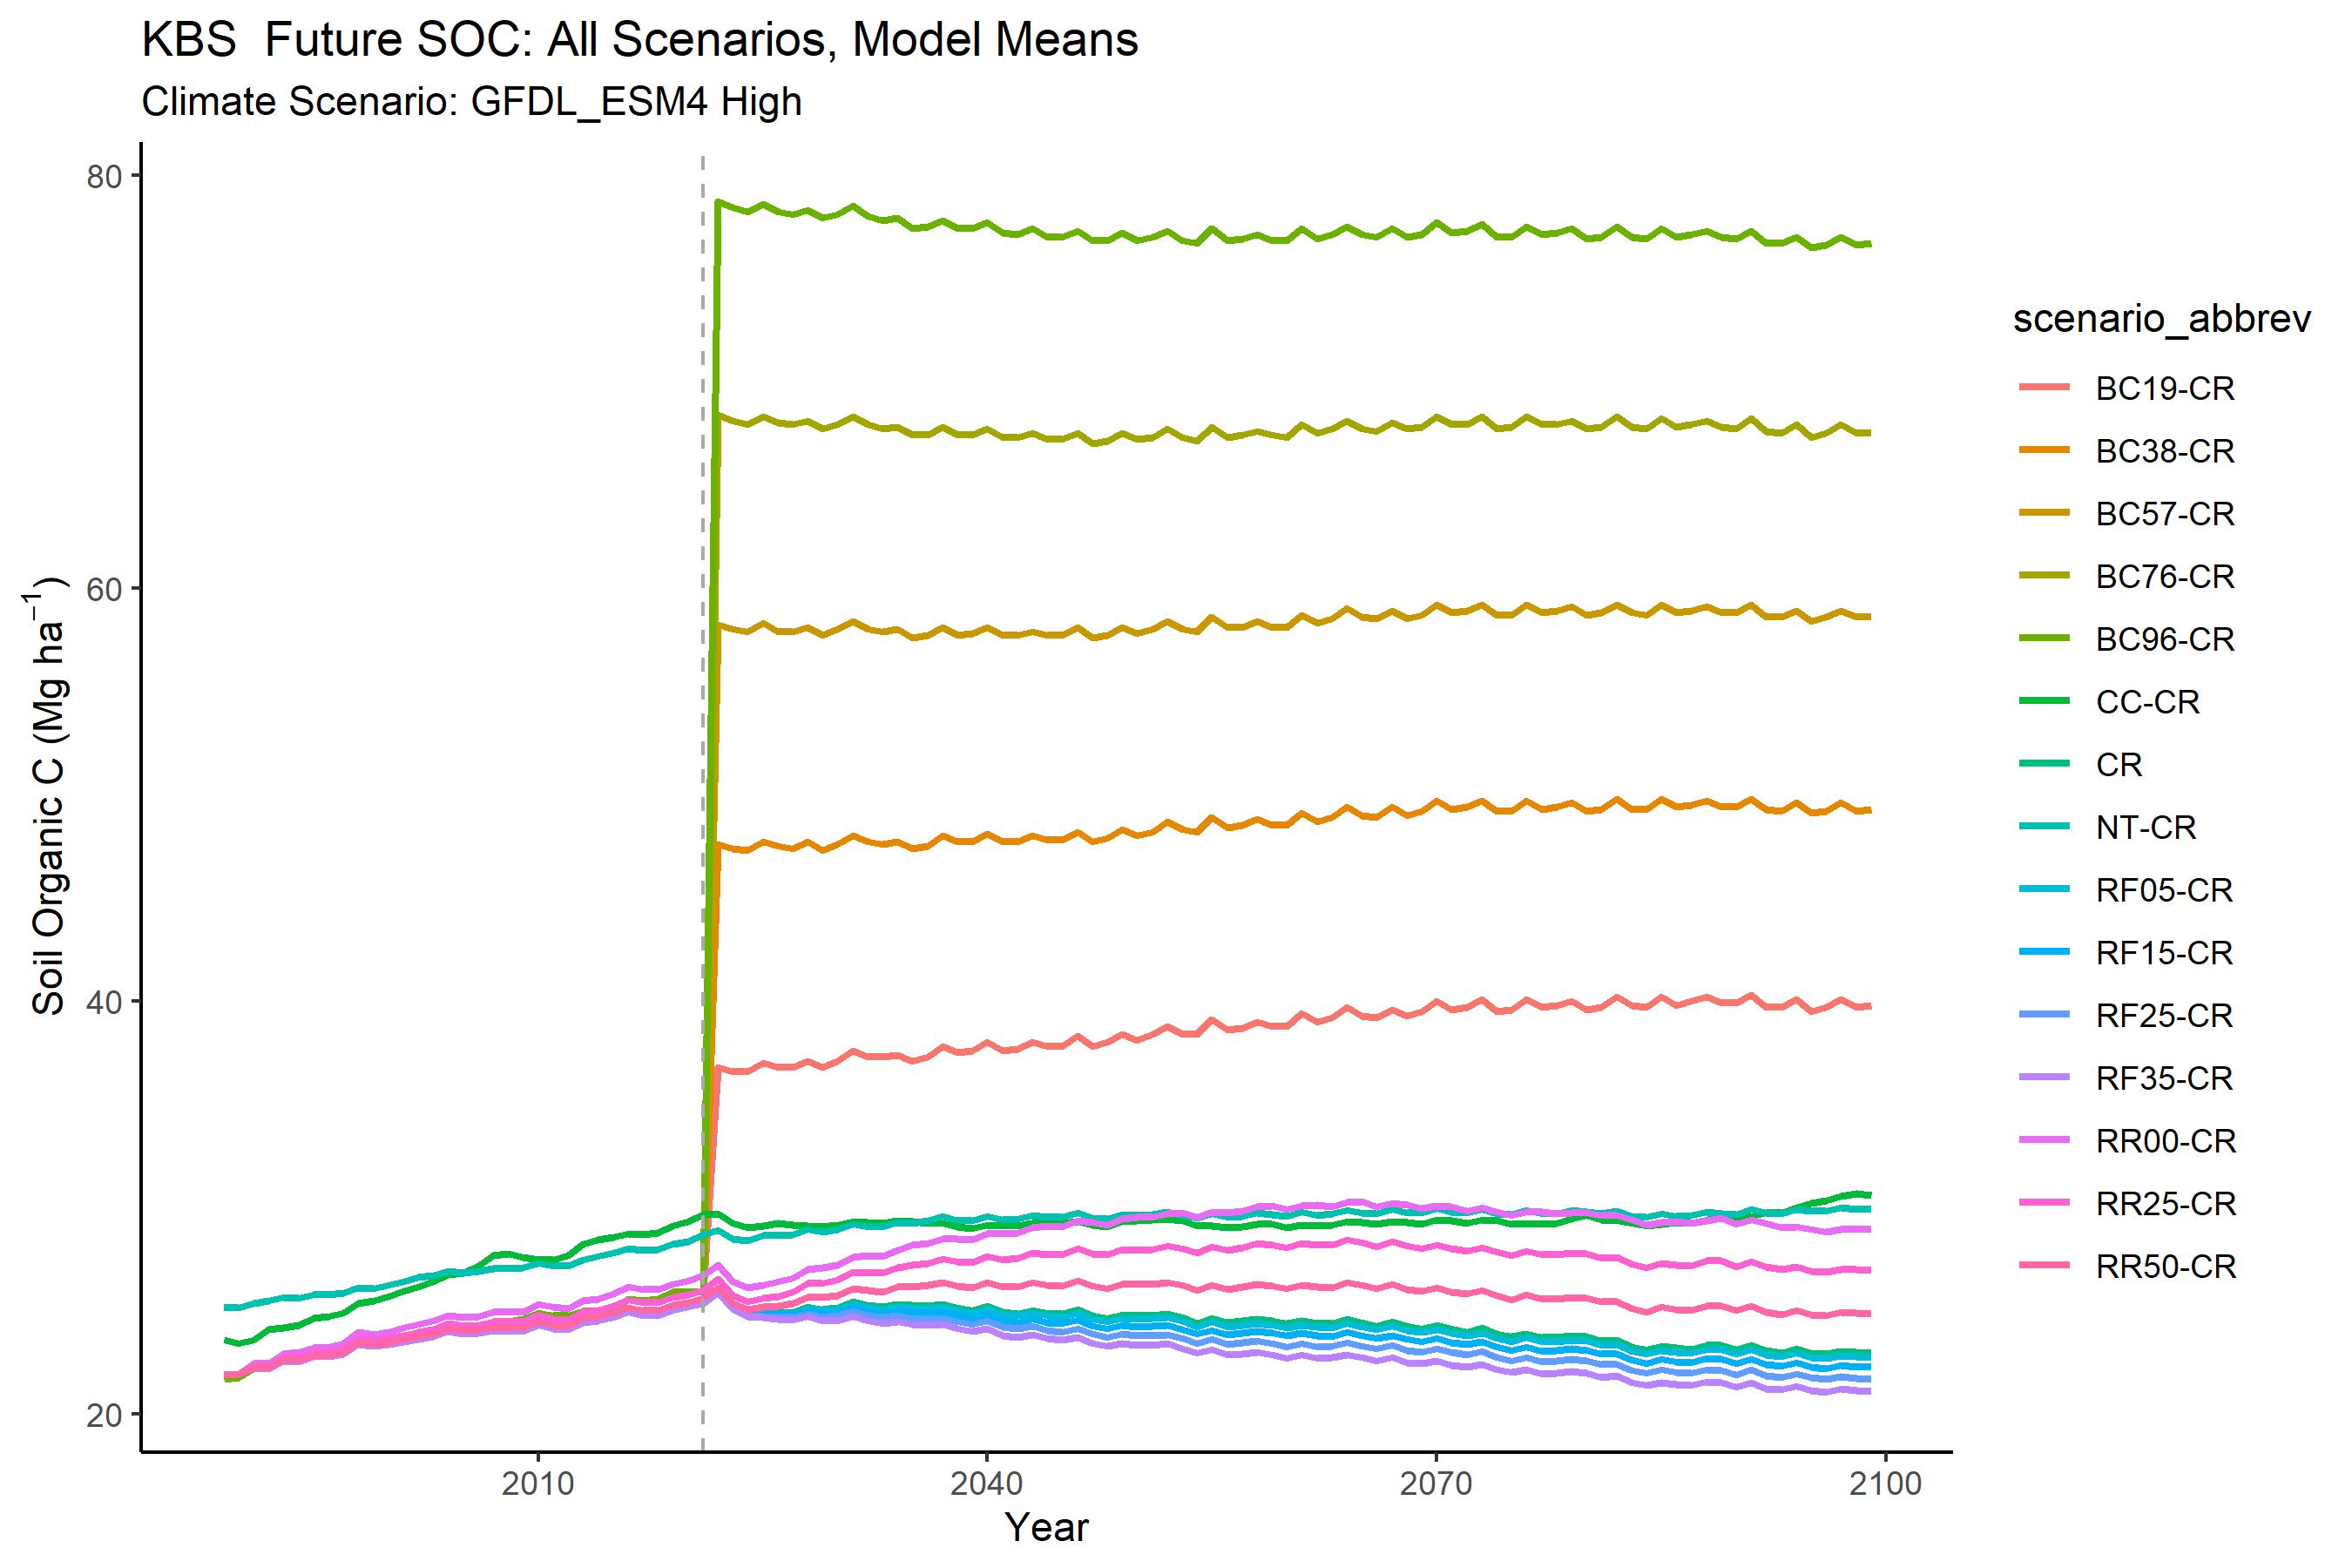 KBS  Future SOC: All Scenarios, Model Means
Climate Scenario: GFDL_ESM4 High
Soil Organic C (Mg ha⁻¹)
80
60
40
20
2010
2040
2070
2100
Year
scenario_abbrev
BC19-CR
BC38-CR
BC57-CR
BC76-CR
BC96-CR
CC-CR
CR
NT-CR
RF05-CR
RF15-CR
RF25-CR
RF35-CR
RR00-CR
RR25-CR
RR50-CR